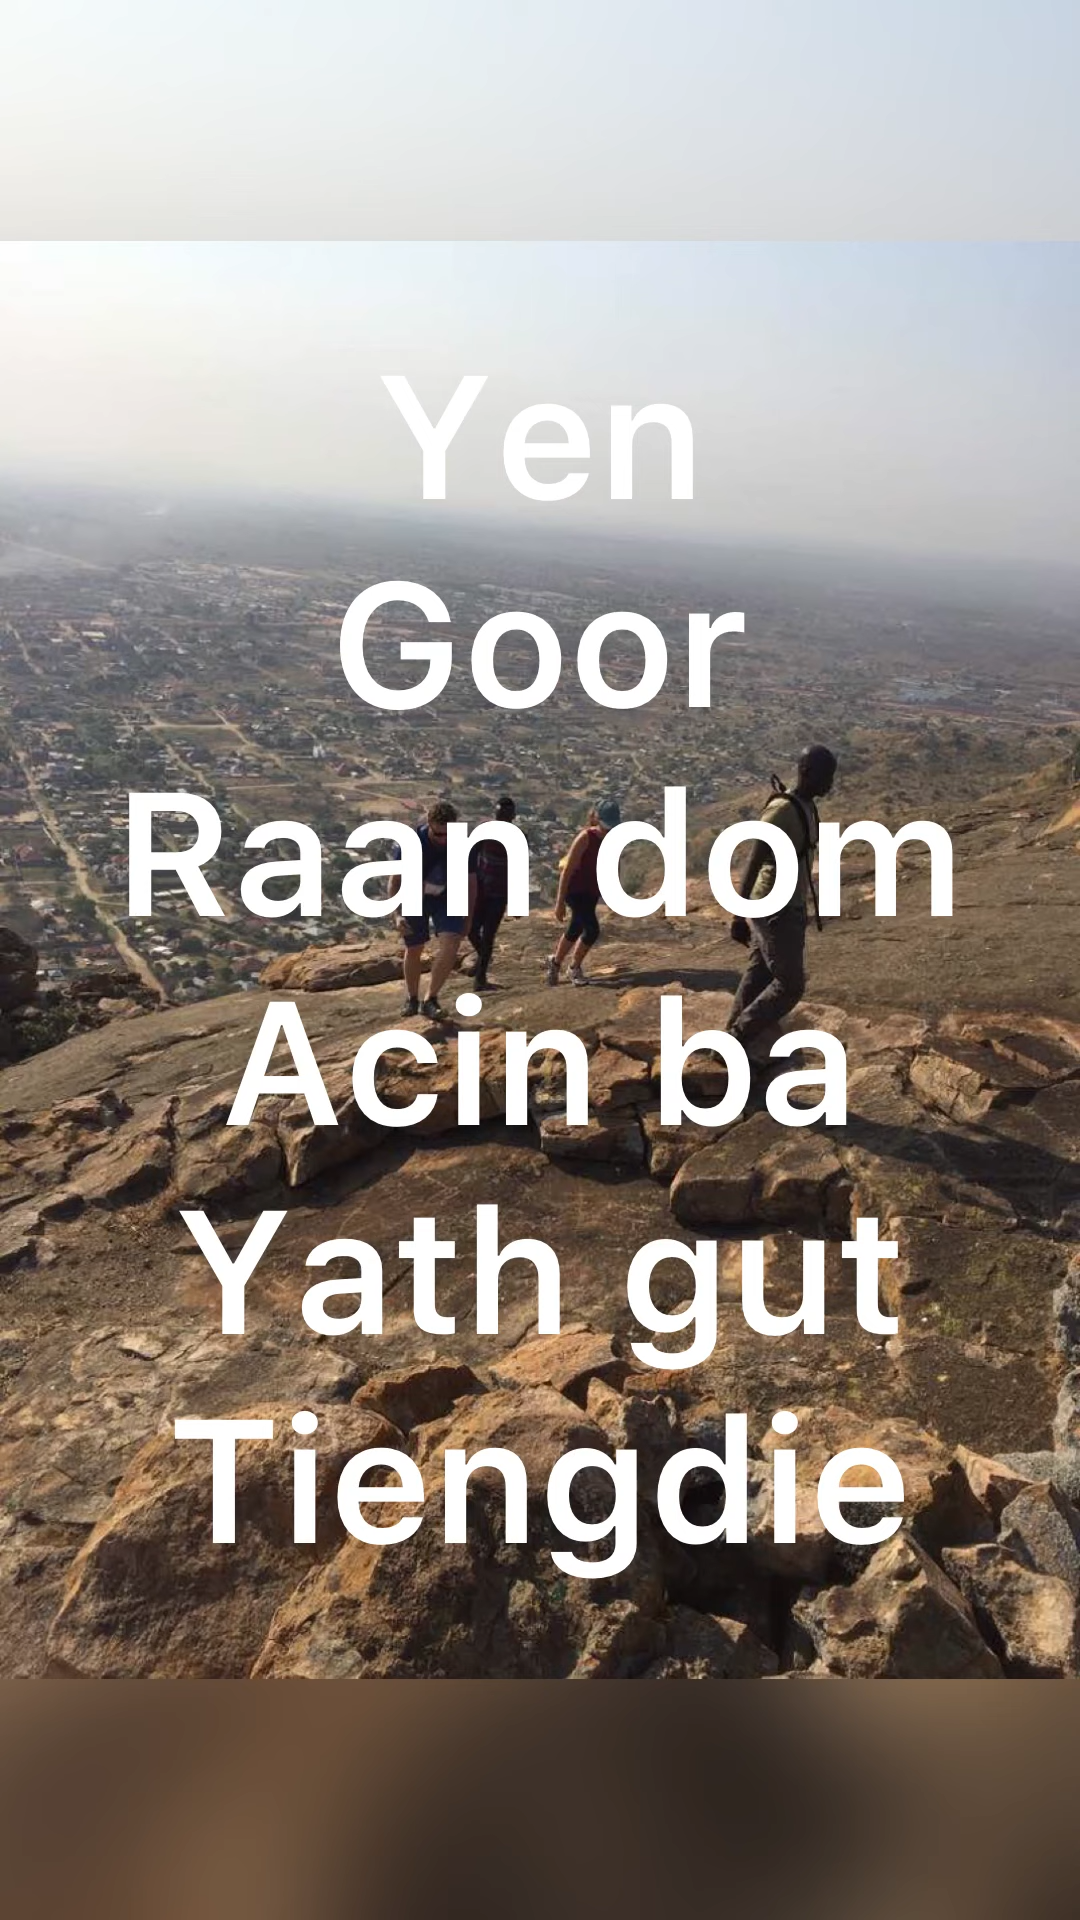 Yen
Goor
Raan dom
Acin ba
Yath gut
Tiengdie